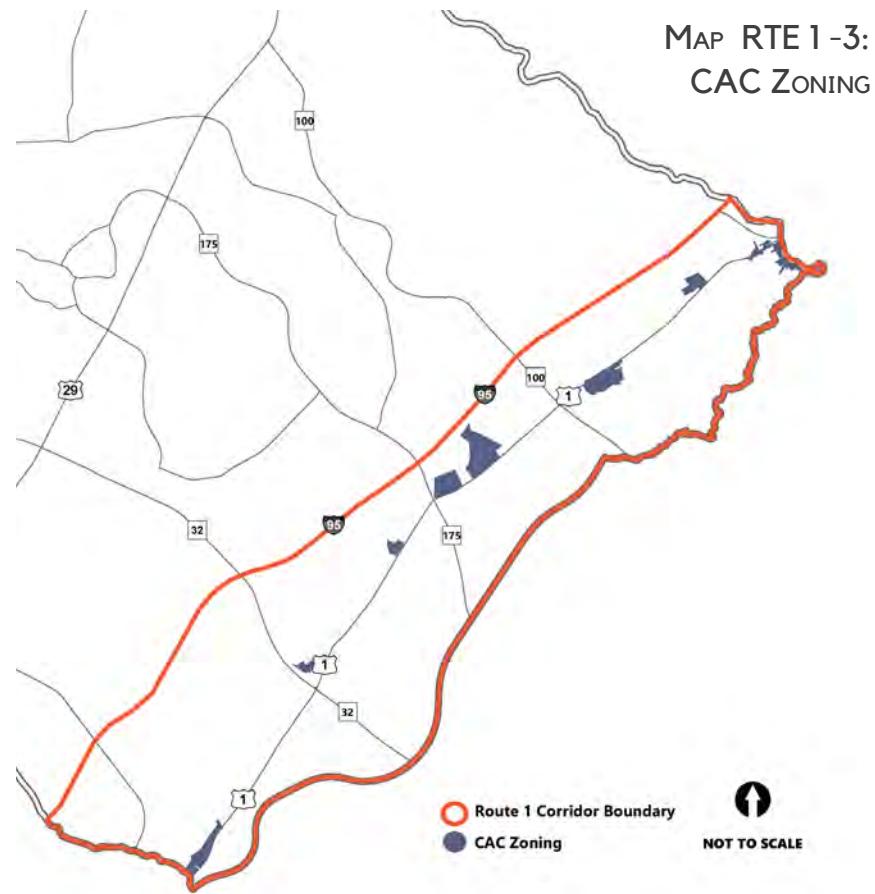 MAP RTE 1-3:
CAC ZONING
100
175
29
95
100
1
95
32
175
1
32
1
Route 1 Corridor Boundary
CAC Zoning
NOT TO SCALE